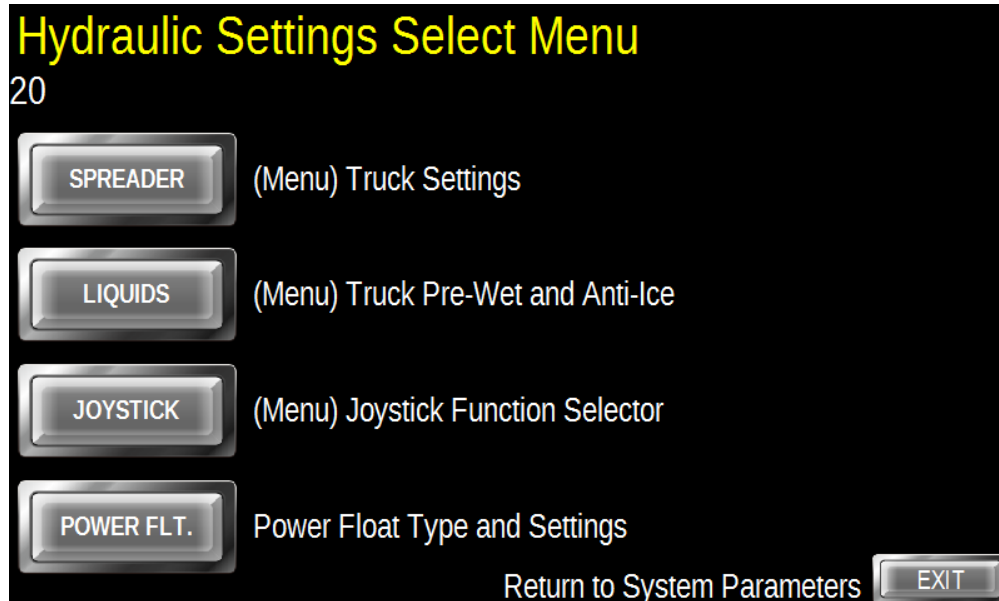 Hydraulic Settings Select Menu
20
SPREADER (Menu) Truck Settings
LIQUIDS (Menu) Truck Pre-Wet and Anti-Ice
JOYSTICK (Menu) Joystick Function Selector
POWER FLT. Power Float Type and Settings
Return to System Parameters EXIT